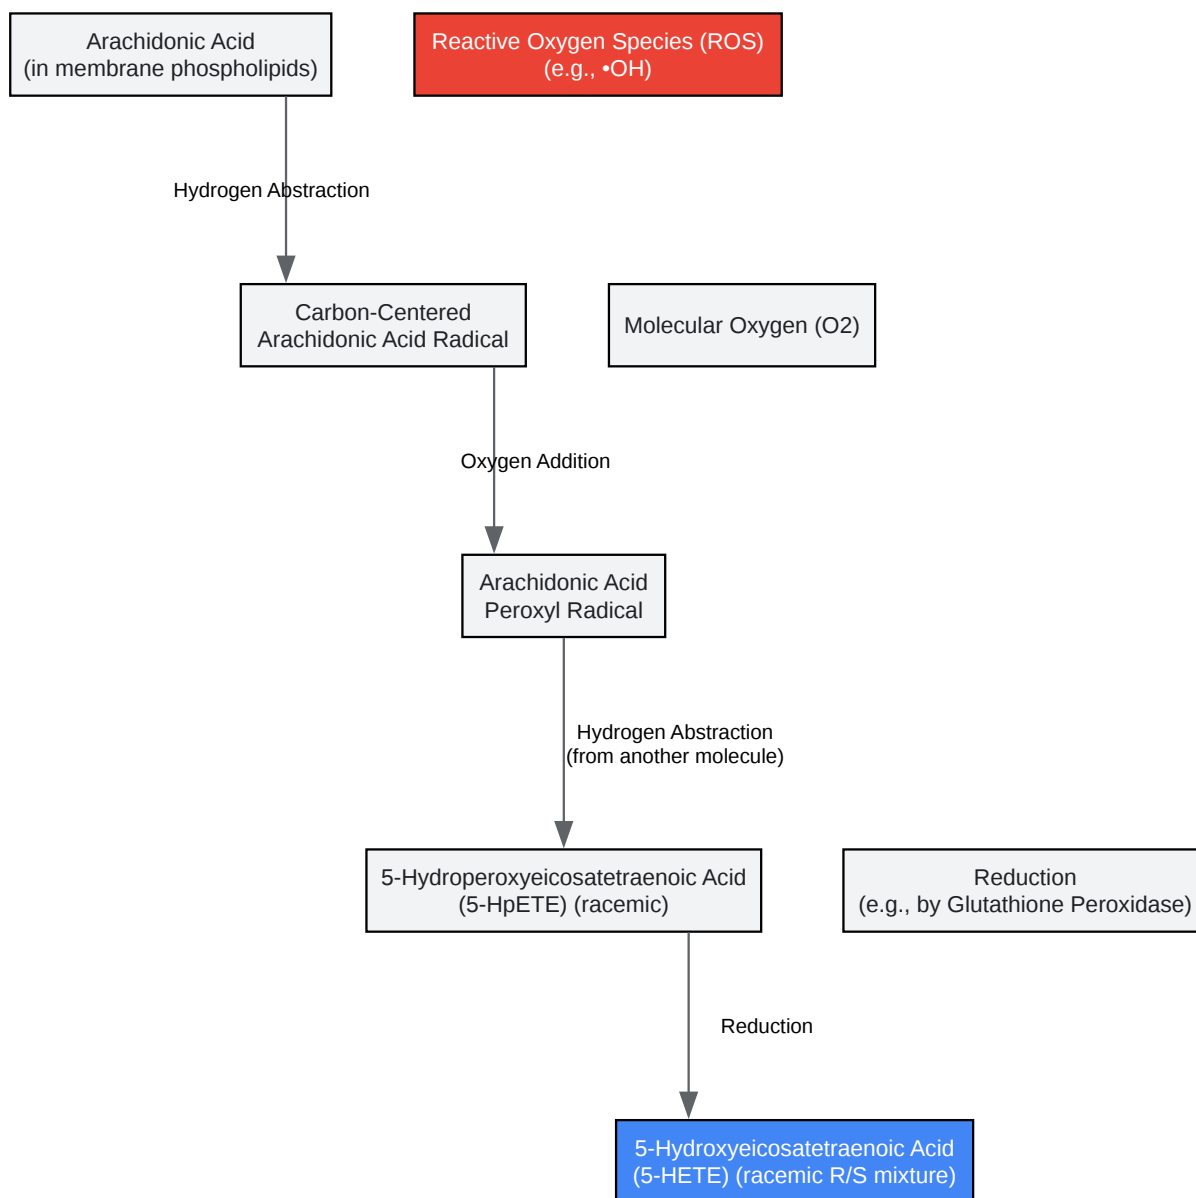 Arachidonic Acid
(in membrane phospholipids)
Reactive Oxygen Species (ROS)
(e.g., •OH)
Hydrogen Abstraction
Carbon-Centered
Arachidonic Acid Radical
Molecular Oxygen (O2)
Oxygen Addition
Arachidonic Acid
Peroxyl Radical
Hydrogen Abstraction
(from another molecule)
5-Hydroperoxyeicosatetraenoic Acid
(5-HpETE) (racemic)
Reduction
(e.g., by Glutathione Peroxidase)
Reduction
5-Hydroxyeicosatetraenoic Acid
(5-HETE) (racemic R/S mixture)